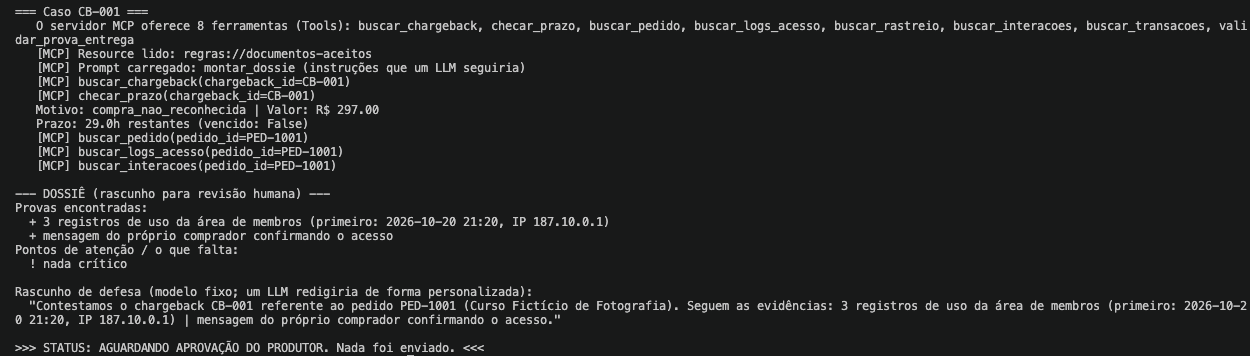 === Caso CB-001 ===
O servidor MCP oferece 8 ferramentas (Tools): buscar_chargeback, checar_prazo, buscar_pedido, buscar_logs_acesso, buscar_rastreio, buscar_interacoes, buscar_transacoes, vali
dar_prova_entrega
[MCP] Resource lido: regras://documentos-aceitos
[MCP] Prompt carregado: montar_dossie (instruções que um LLM seguiria)
[MCP] buscar_chargeback(chargeback_id=CB-001)
[MCP] checar_prazo(chargeback_id=CB-001)
Motivo: compra_nao_reconhecida | Valor: R$ 297.00
Prazo: 29.0h restantes (vencido: False)
[MCP] buscar_pedido(pedido_id=PED-1001)
[MCP] buscar_logs_acesso(pedido_id=PED-1001)
[MCP] buscar_interacoes(pedido_id=PED-1001)
--- DOSSIÊ (rascunho para revisão humana) ---
Provas encontradas:
+ 3 registros de uso da área de membros (primeiro: 2026-10-20 21:20, IP 187.10.0.1)
+ mensagem do próprio comprador confirmando o acesso
Pontos de atenção / o que falta:
! nada crítico
Rascunho de defesa (modelo fixo; um LLM redigiria de forma personalizada):
"Contestamos o chargeback CB-001 referente ao pedido PED-1001 (Curso Fictício de Fotografia). Seguem as evidências: 3 registros de uso da área de membros (primeiro: 2026-10-2
0 21:20, IP 187.10.0.1) | mensagem do próprio comprador confirmando o acesso."
>>> STATUS: AGUARDANDO APROVAÇÃO DO PRODUTOR. Nada foi enviado. <<<